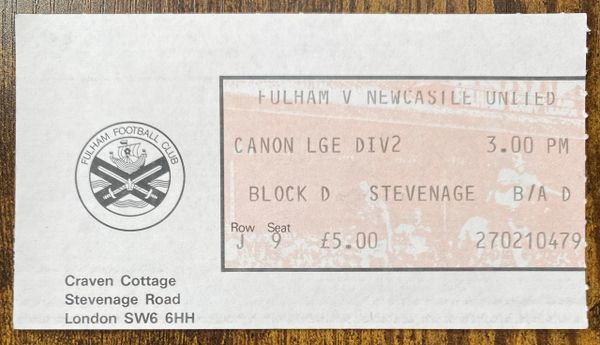 FULHAM V NEWCASTLE UNITED
CANON LGE DIV2 3.00 PM
BLOCK D STEVENAGE B/A D
Row Seat
J 9 £5.00 270210479
FULHAM FOOTBALL CLUB
Craven Cottage
Stevenage Road
London SW6 6HH